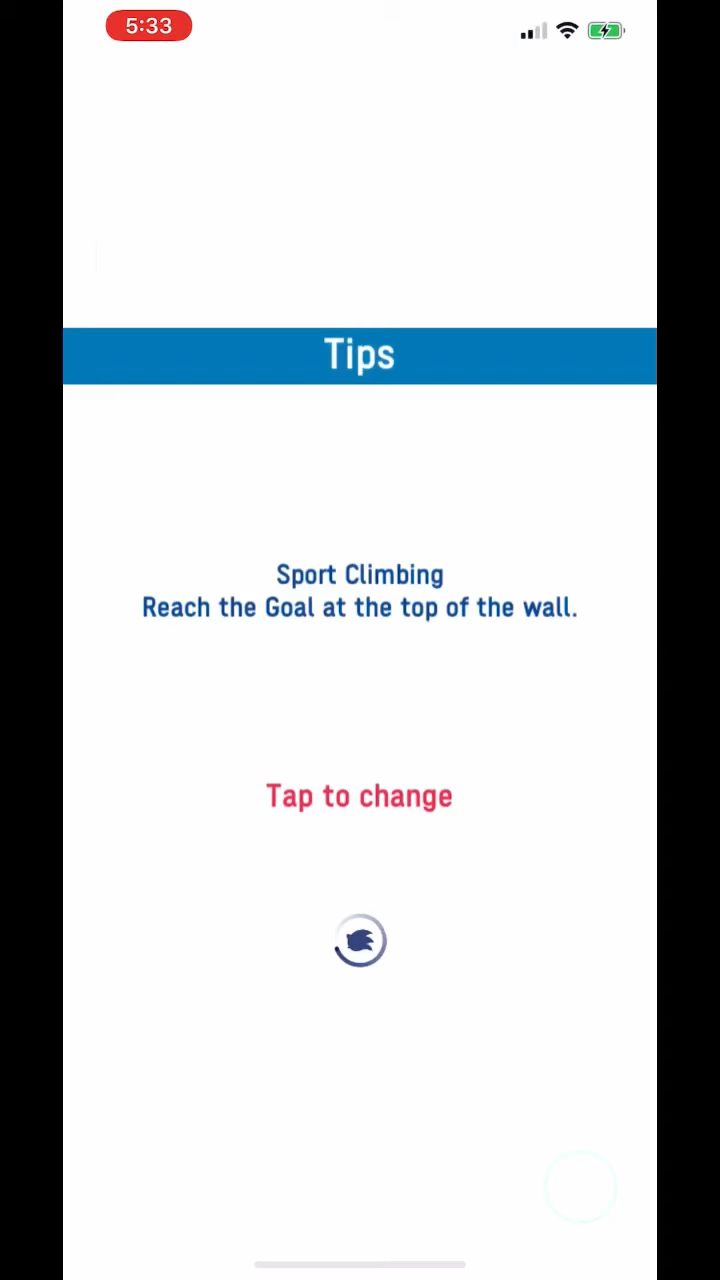 5:33
Tips
Sport Climbing
Reach the Goal at the top of the wall.
Tap to change